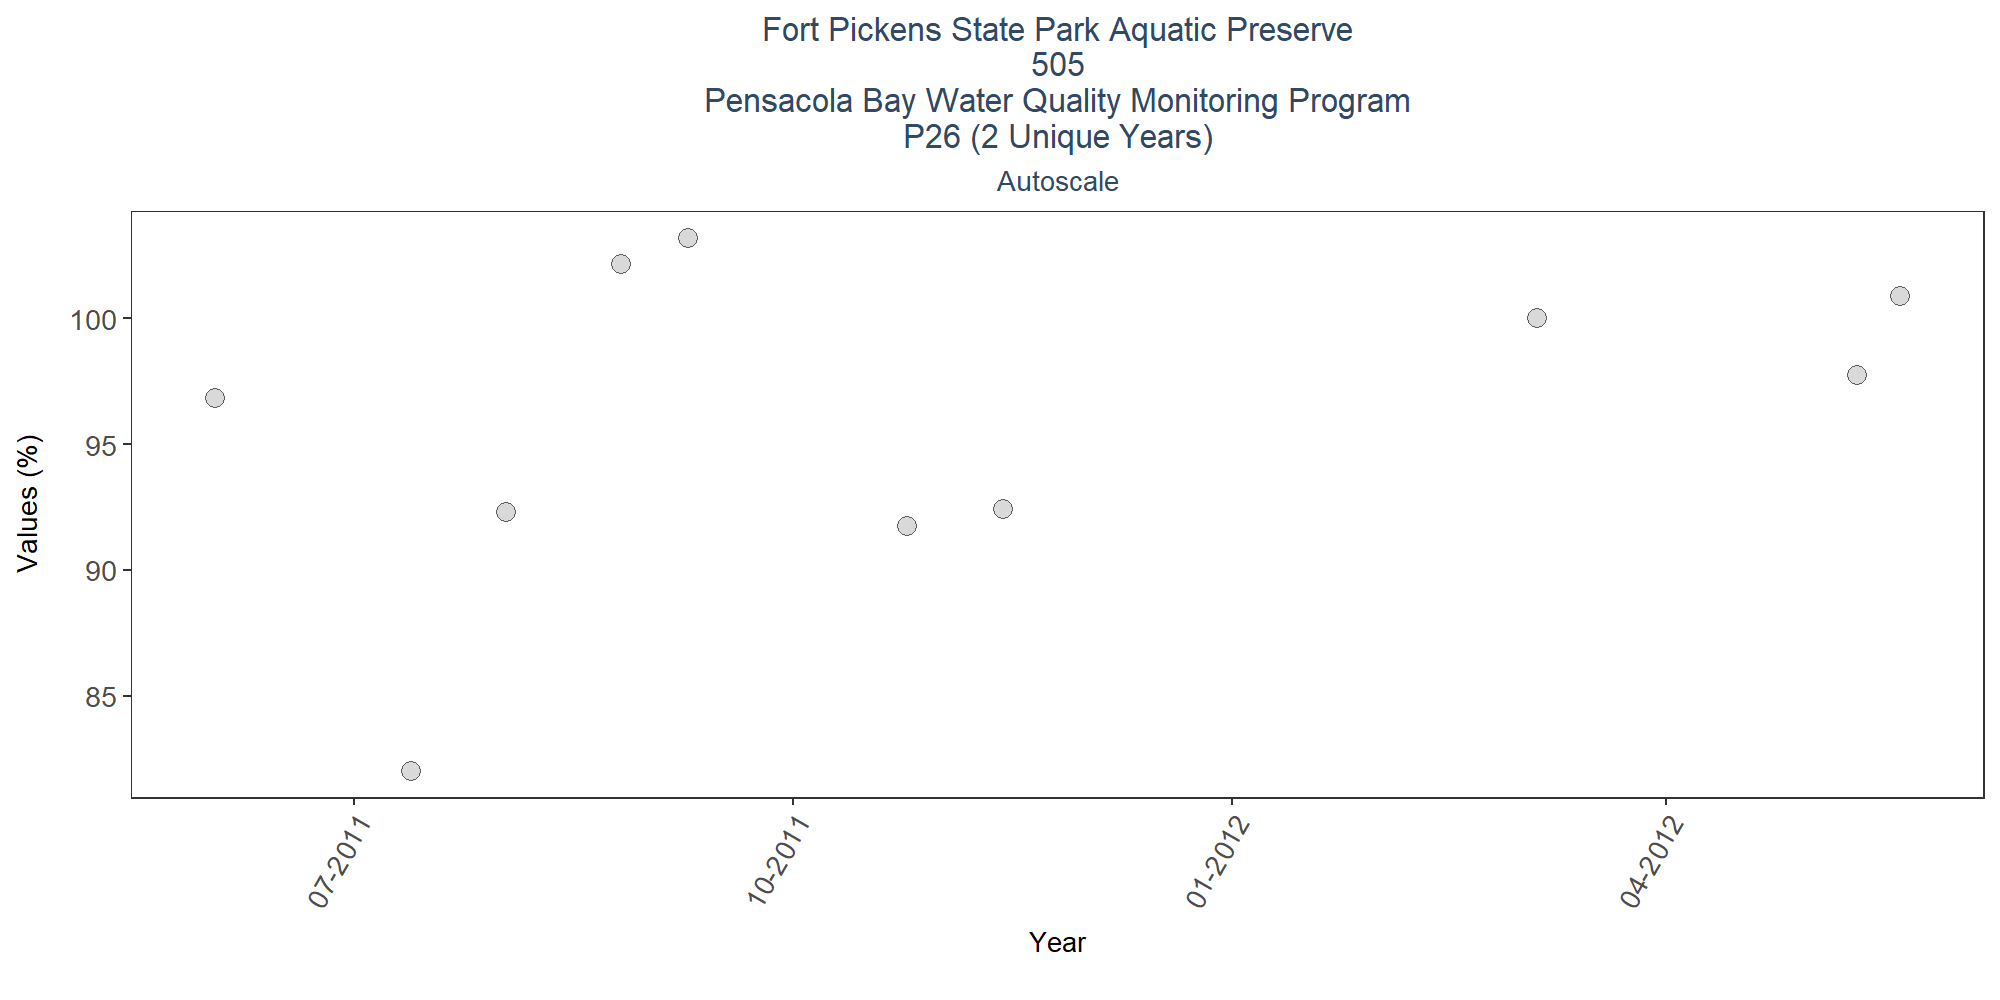 Fort Pickens State Park Aquatic Preserve
505
Pensacola Bay Water Quality Monitoring Program
P26 (2 Unique Years)
Autoscale
Values (%)
100
95
90
85
07-2011
10-2011
01-2012
04-2012
Year